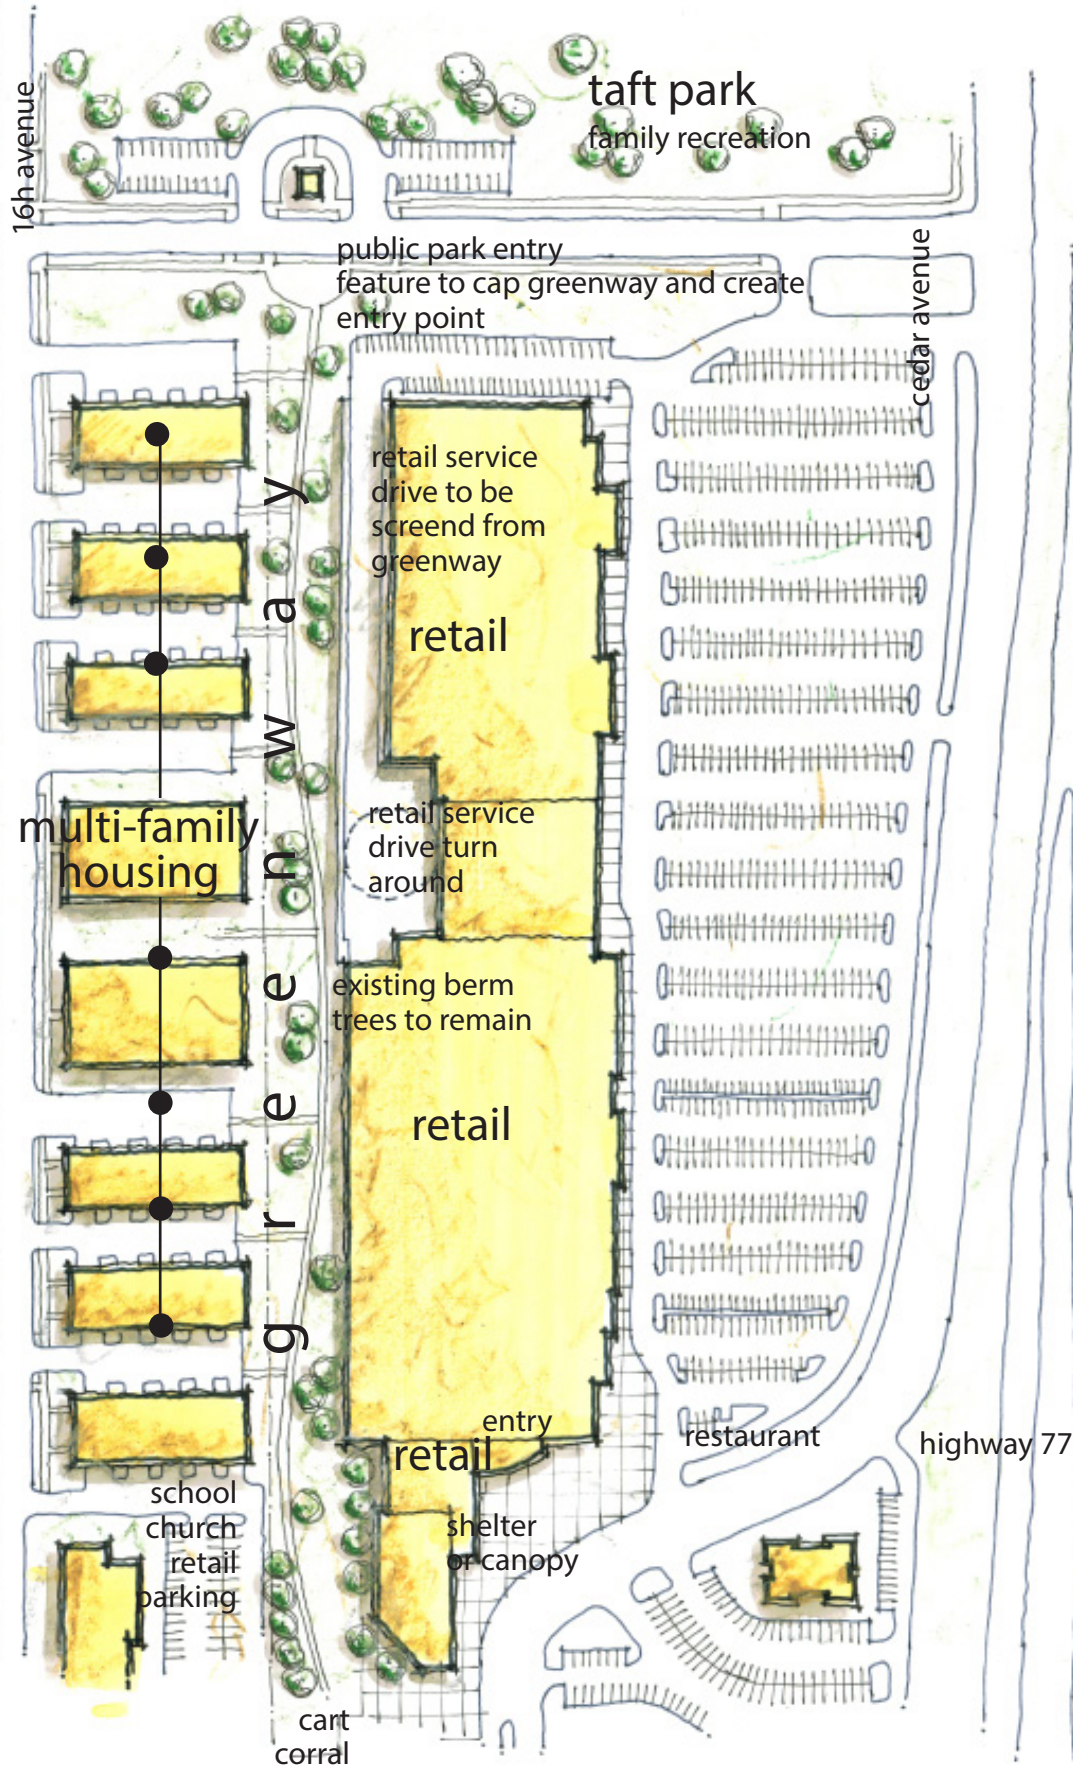 taft park
family recreation
16h avenue
public park entry
feature to cap greenway and create
entry point
cedar avenue
retail service
drive to be
screend from
greenway
retail
greenway
retail service
drive turn
around
multi-family
housing
existing berm
trees to remain
retail
entry
retail
restaurant
highway 77
school
church
retail
parking
shelter
or canopy
cart
corral